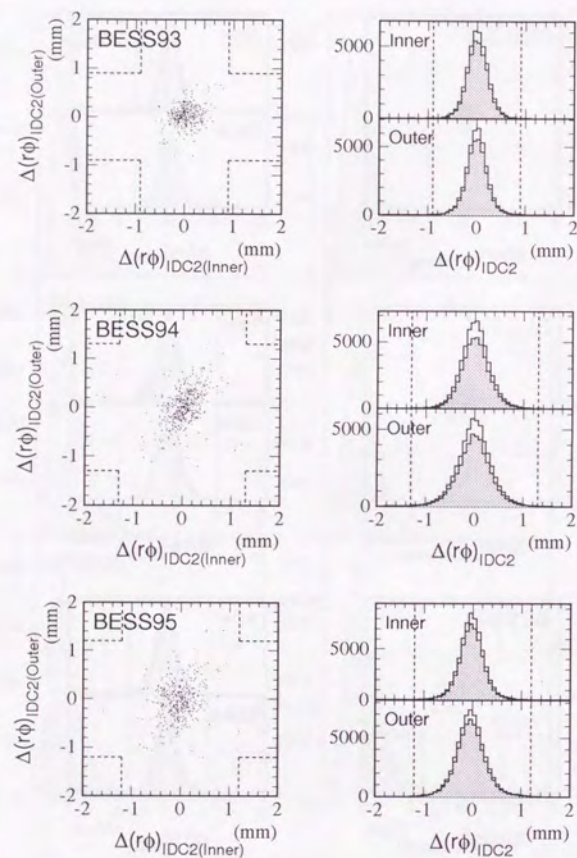 BESS93
Δ(rϕ)IDC2(Outer) (mm)
2
1
0
-1
-2
-2 -1 0 1 2
(mm)
Δ(rϕ)IDC2(Inner)
Inner
5000
0
Outer
5000
0
-2 -1 0 1 2
(mm)
Δ(rϕ)IDC2
BESS94
Δ(rϕ)IDC2(Outer) (mm)
2
1
0
-1
-2
-2 -1 0 1 2
(mm)
Δ(rϕ)IDC2(Inner)
Inner
5000
0
Outer
5000
0
-2 -1 0 1 2
(mm)
Δ(rϕ)IDC2
BESS95
Δ(rϕ)IDC2(Outer) (mm)
2
1
0
-1
-2
-2 -1 0 1 2
(mm)
Δ(rϕ)IDC2(Inner)
Inner
5000
0
Outer
5000
0
-2 -1 0 1 2
(mm)
Δ(rϕ)IDC2